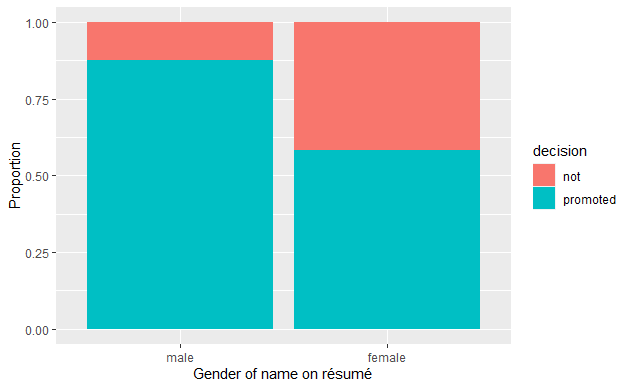 1.00
0.75
0.50
0.25
0.00
Proportion
male female
Gender of name on résumé
decision
not
promoted